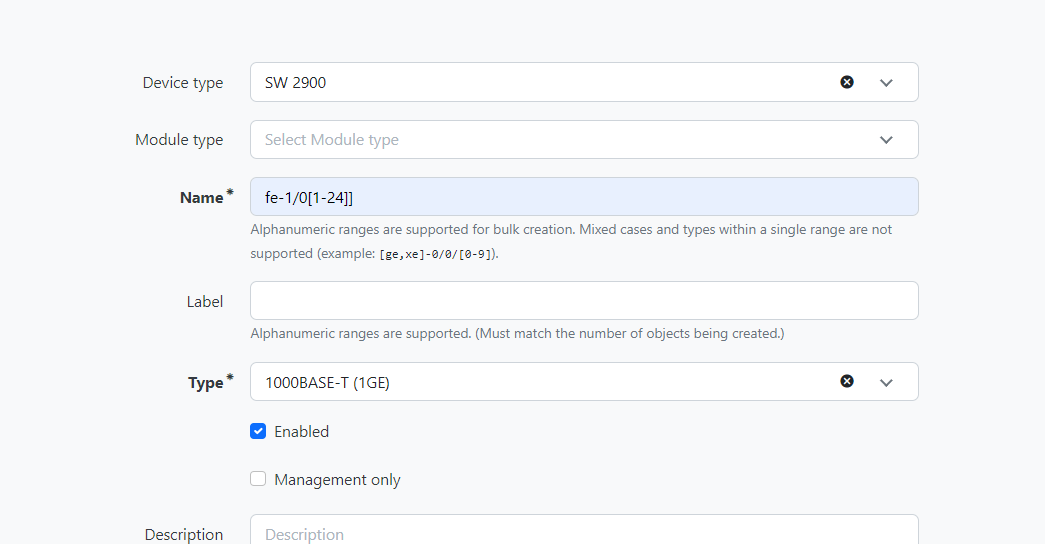 Device type
SW 2900
Module type
Select Module type
Name*
fe-1/0[1-24]]
Alphanumeric ranges are supported for bulk creation. Mixed cases and types within a single range are not
supported (example: [ge,xe]-0/0/[0-9]).
Label
Alphanumeric ranges are supported. (Must match the number of objects being created.)
Type*
1000BASE-T (1GE)
Enabled
Management only
Description
Description